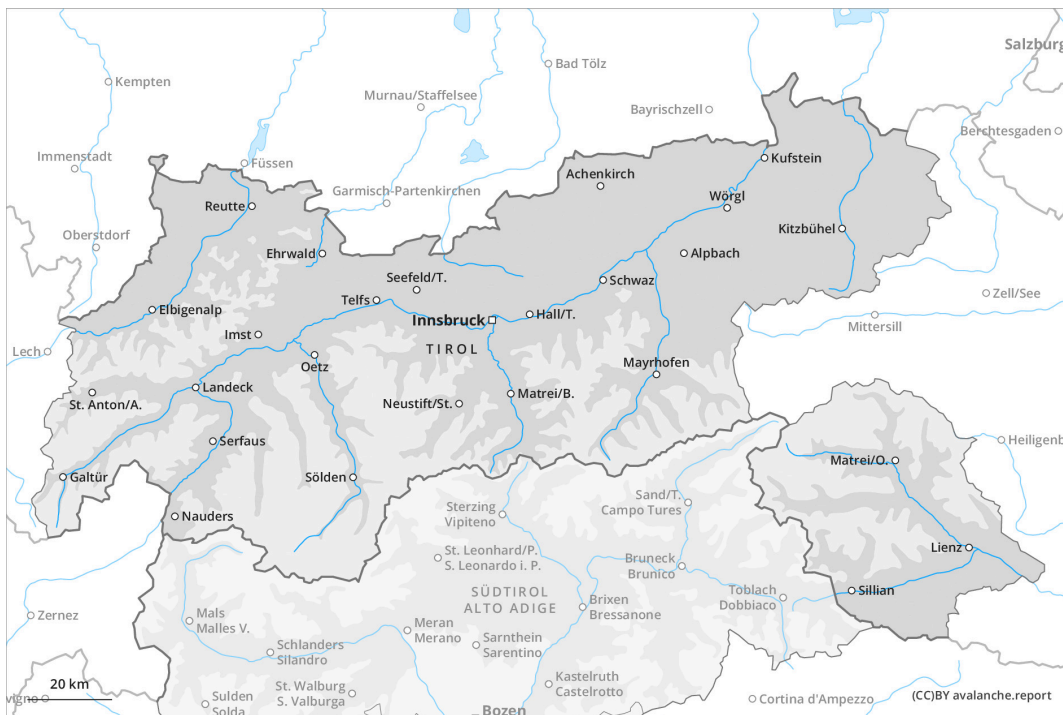 Salzburg
Bad Tölz
Kempten
Murnau/Staffelsee
Bayrischzell
Berchtesgaden
Immenstadt
Füssen
Kufstein
Achenkirch
Garmisch-Partenkirchen
Reutte
Wörgl
Oberstdorf
Kitzbühel
Ehrwald
Alpbach
Seefeld/T.
Schwaz
Zell/See
Telfs
Elbigenalp
Innsbruck
Hall/T.
Mittersill
Imst
TIROL
Lech
Oetz
Mayrhofen
Landeck
St. Anton/A.
Neustift/St.
Matrei/B.
Serfaus
Heiligenb
Matrei/O.
Galtür
Sölden
Sand/T.
Campo Tures
Sterzing
Vipiteno
Nauders
Lienz
St. Leonhard/P.
S. Leonardo i. P.
Bruneck
Brunico
SÜDTIROL
ALTO ADIGE
Toblach
Dobbiaco
Sillian
Zernez
Mals
Malles V.
Brixen
Bressanone
Meran
Merano
Sarnthein
Sarentino
Schlanders
Silandro
Kastelruth
Castelrotto
20 km
St. Walburg
S. Valburga
vigno
Sulden
Solda
Cortina d'Ampezzo
(CC)BY avalanche.report
Bozen